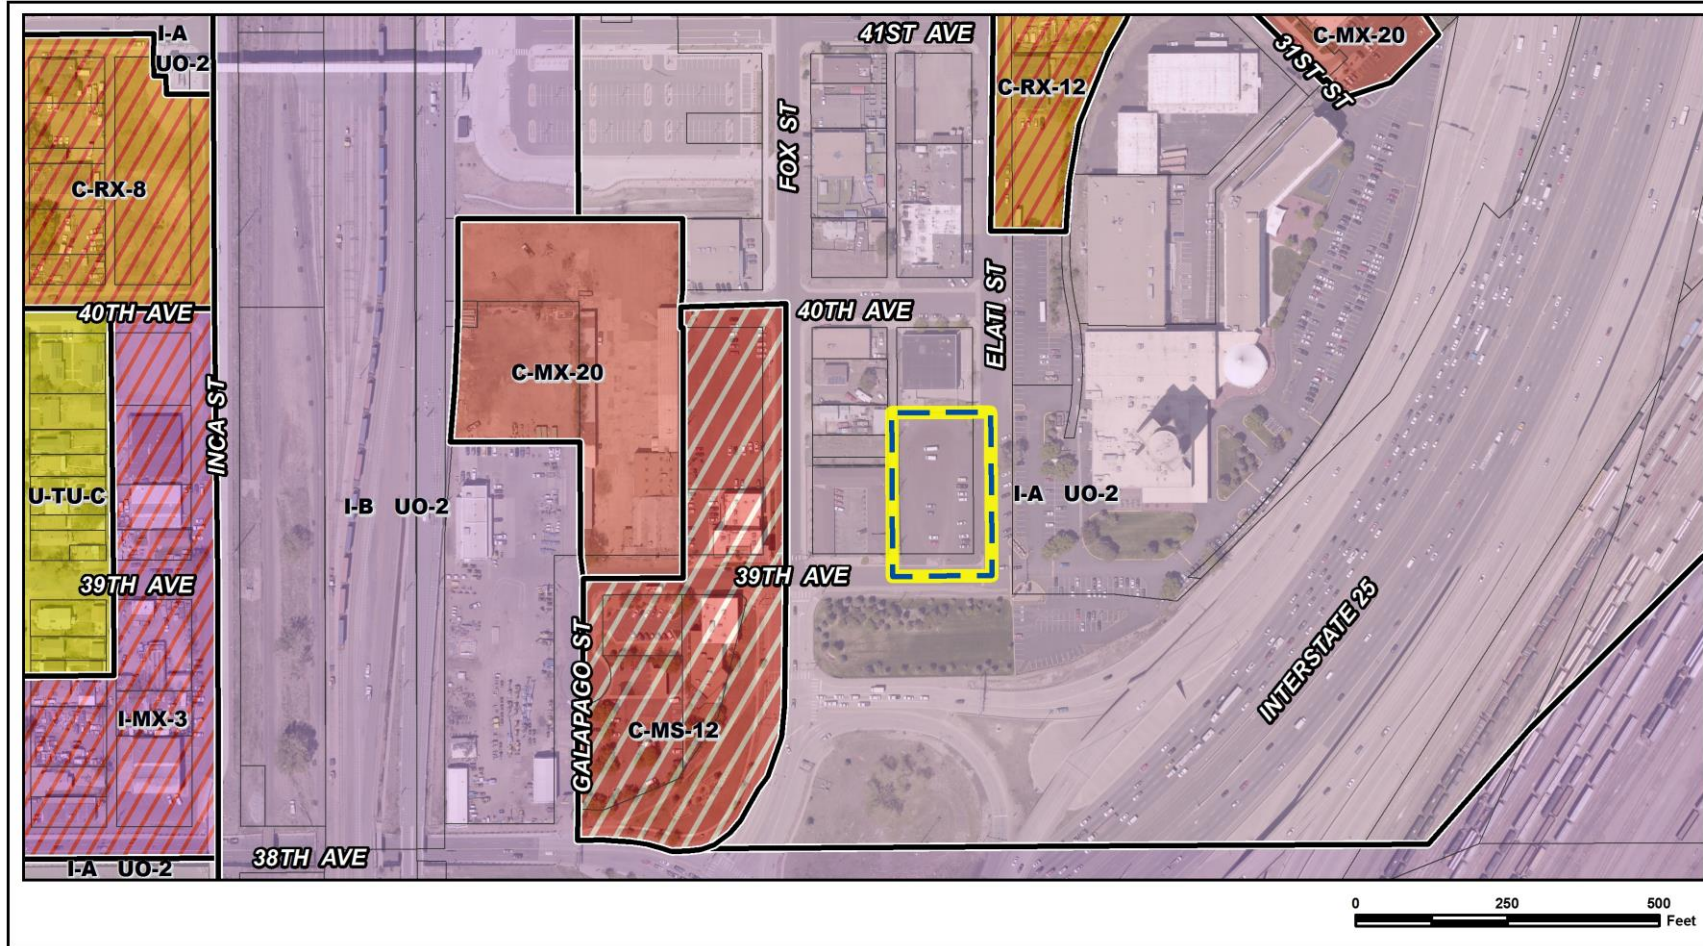 I-A
UO-2
41ST AVE
C-MX-20
31ST ST
C-RX-12
FOX ST
C-RX-8
40TH AVE
40TH AVE
ELATI ST
C-MX-20
INCA ST
U-TU-C
I-B UO-2
I-A UO-2
39TH AVE
39TH AVE
INTERSTATE 25
GALAPAGO ST
I-MX-3
C-MS-12
38TH AVE
I-A UO-2
0 250 500
Feet